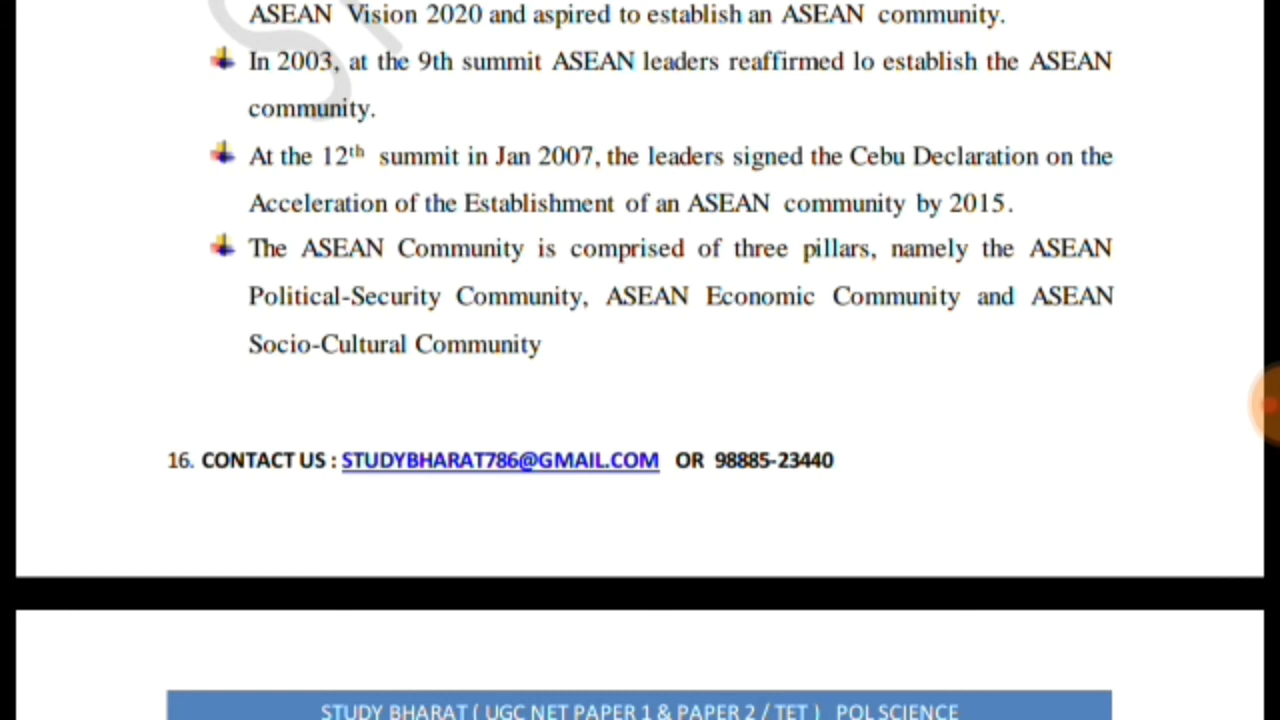 ASEAN Vision 2020 and aspired to establish an ASEAN community.
In 2003, at the 9th summit ASEAN leaders reaffirmed lo establish the ASEAN
community.
At the 12th summit in Jan 2007, the leaders signed the Cebu Declaration on the
Acceleration of the Establishment of an ASEAN community by 2015.
The ASEAN Community is comprised of three pillars, namely the ASEAN
Political-Security Community, ASEAN Economic Community and ASEAN
Socio-Cultural Community
16. CONTACT US : STUDYBHARAT786@GMAIL.COM OR 98885-23440
STUDY BHARAT ( UGC NET PAPER 1 & PAPER 2 / TET ) POL SCIENCE